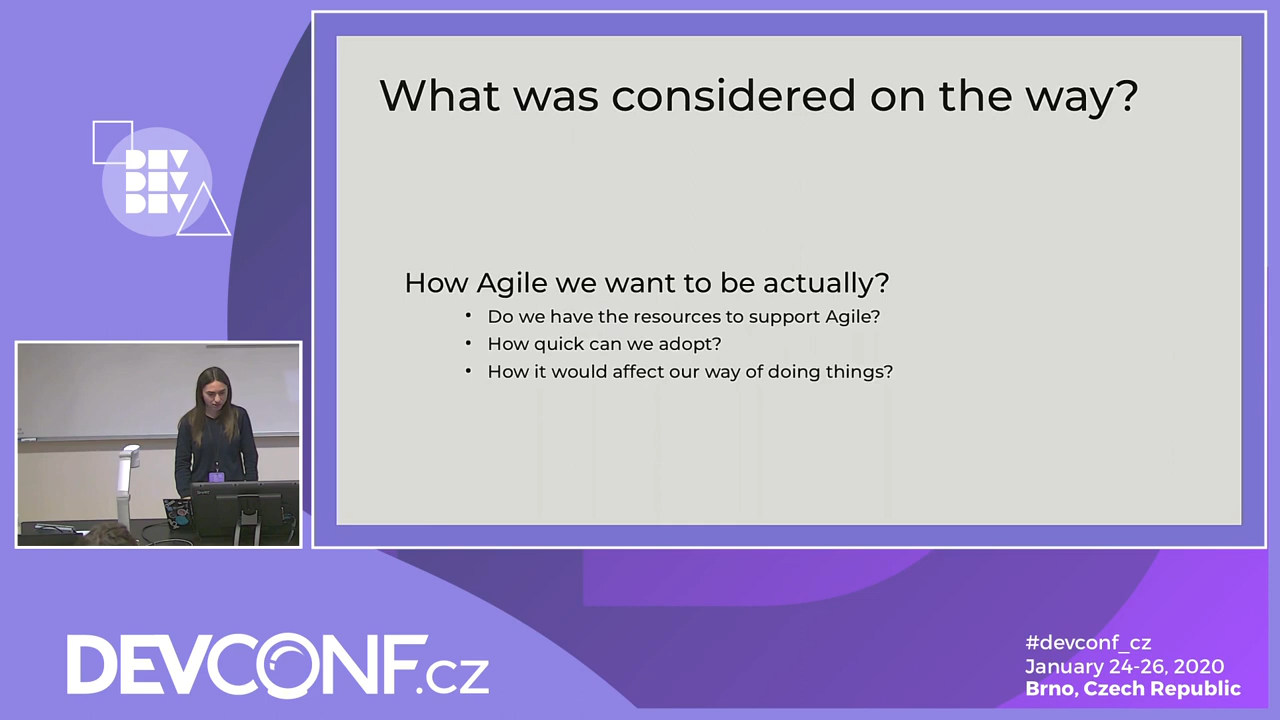 What was considered on the way?
How Agile we want to be actually?
• Do we have the resources to support Agile?
• How quick can we adopt?
• How it would affect our way of doing things?
DEV
DEV
DEV
DEVCONF.cz
#devconf_cz
January 24-26, 2020
Brno, Czech Republic